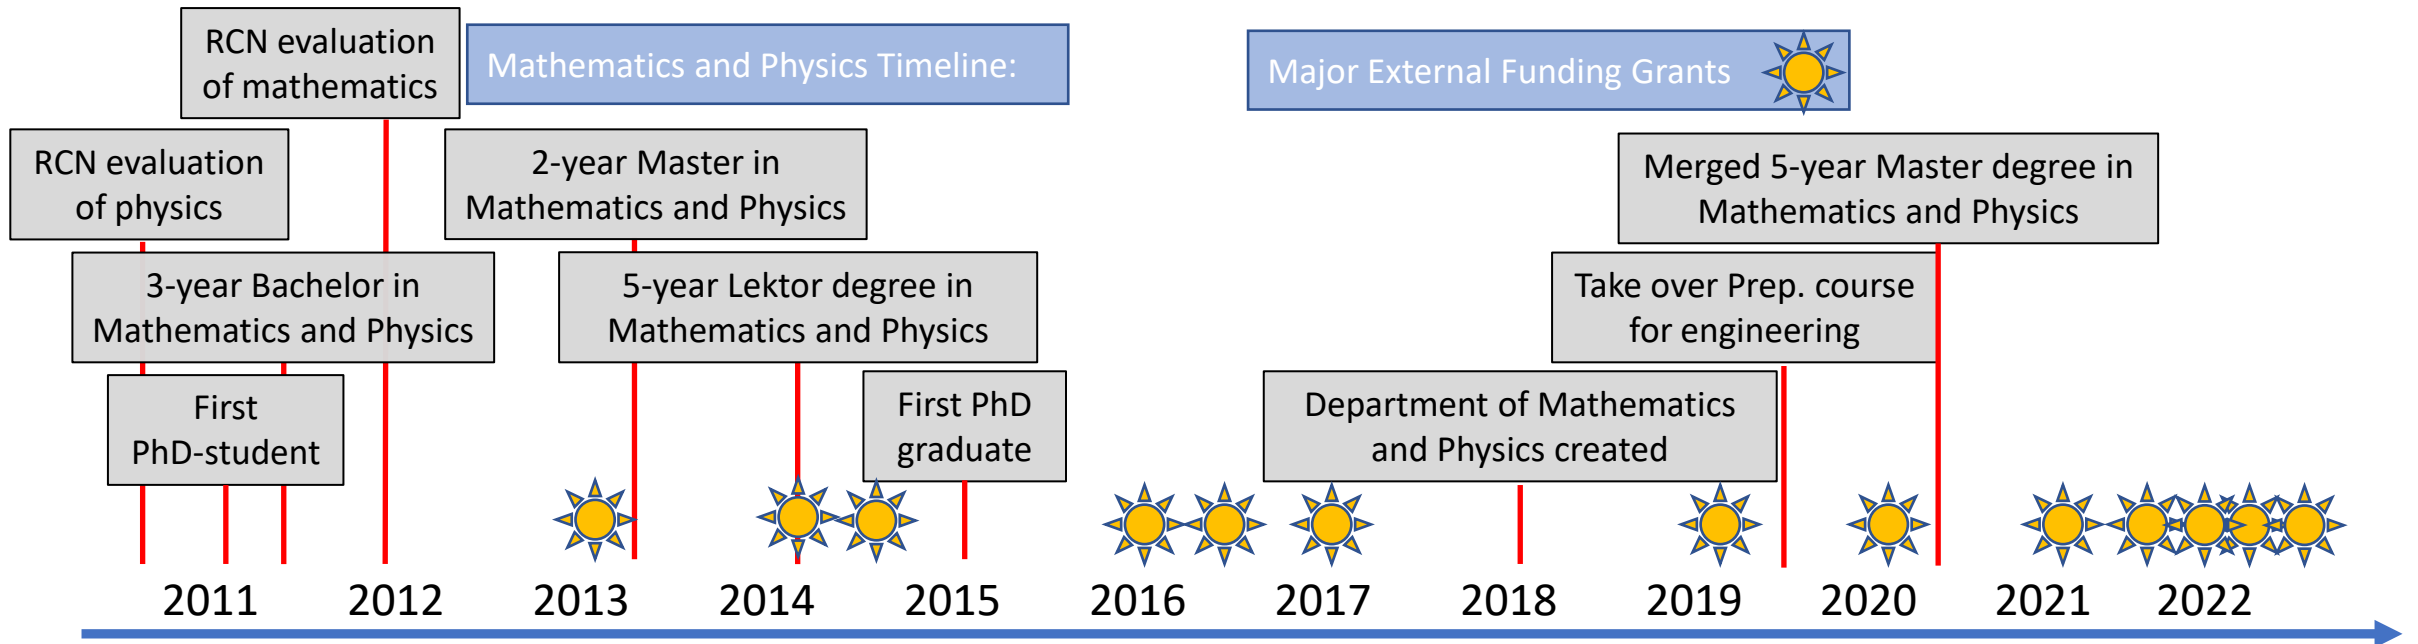 RCN evaluation
of mathematics
Mathematics and Physics Timeline:
Major External Funding Grants
RCN evaluation
of physics
2-year Master in
Mathematics and Physics
Merged 5-year Master degree in
Mathematics and Physics
3-year Bachelor in
Mathematics and Physics
5-year Lektor degree in
Mathematics and Physics
Take over Prep. course
for engineering
First
PhD-student
First PhD
graduate
Department of Mathematics
and Physics created
2011 2012 2013 2014 2015 2016 2017 2018 2019 2020 2021 2022